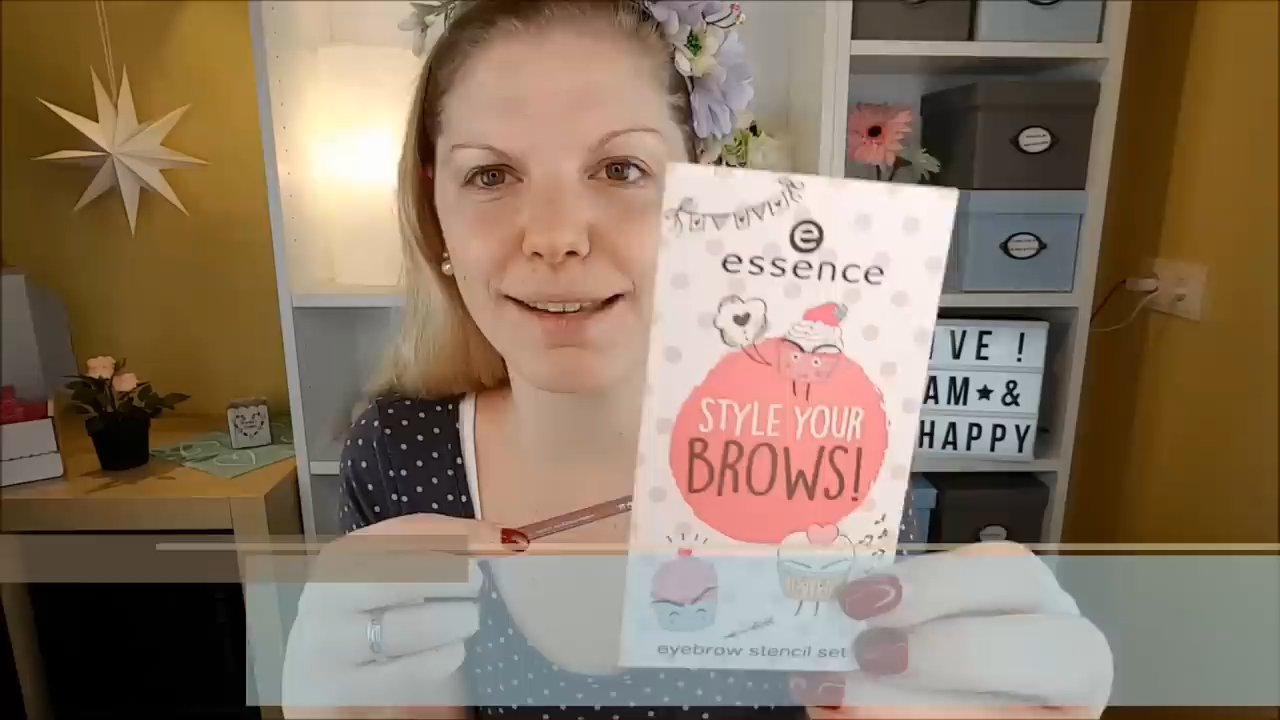 e
essence
STYLE YOUR
BROWS!
eyebrow stencil set
VE !
AM ★ &
HAPPY